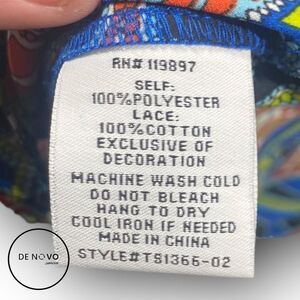 RN# 119897
SELF:
100%POLYESTER
LACE:
100%COTTON
EXCLUSIVE OF
DECORATION
MACHINE WASH COLD
DO NOT BLEACH
HANG TO DRY
COOL IRON IF NEEDED
MADE IN CHINA
STYLE#TS1366-02
DE NOVO